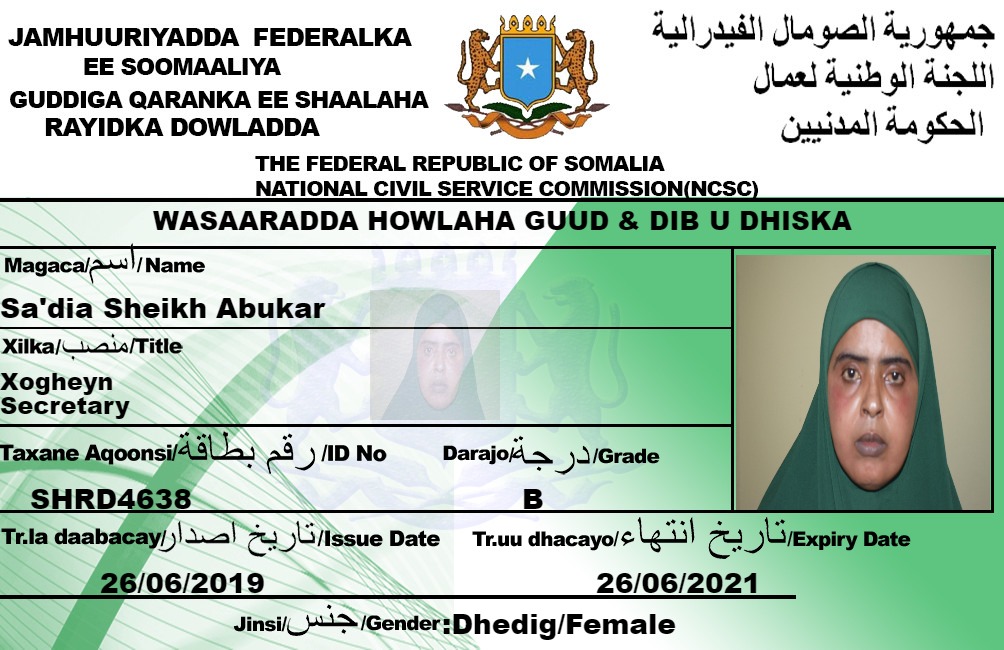 JAMHUURIYADDA FEDERALKA
EE SOOMAALIYA
GUDDIGA QARANKA EE SHAALAHA
RAYIDKA DOWLADDA
جمهورية الصومال الفيدرالية
اللجنة الوطنية لعمال
الحكومة المدنيين
THE FEDERAL REPUBLIC OF SOMALIA
NATIONAL CIVIL SERVICE COMMISSION(NCSC)
WASAARADDA HOWLAHA GUUD & DIB U DHISKA
Magaca/اسم/Name
Sa'dia Sheikh Abukar
Xilka/منصب/Title
Xogheyn
Secretary
Taxane Aqoonsi/رقم بطاقة/ID No
Darajo/درجة/Grade
SHRD4638
B
Tr.la daabacay/تاريخ اصدار/Issue Date
Tr.uu dhacayo/تاريخ انتهاء/Expiry Date
26/06/2019
26/06/2021
Jinsi/جنس/Gender:Dhedig/Female